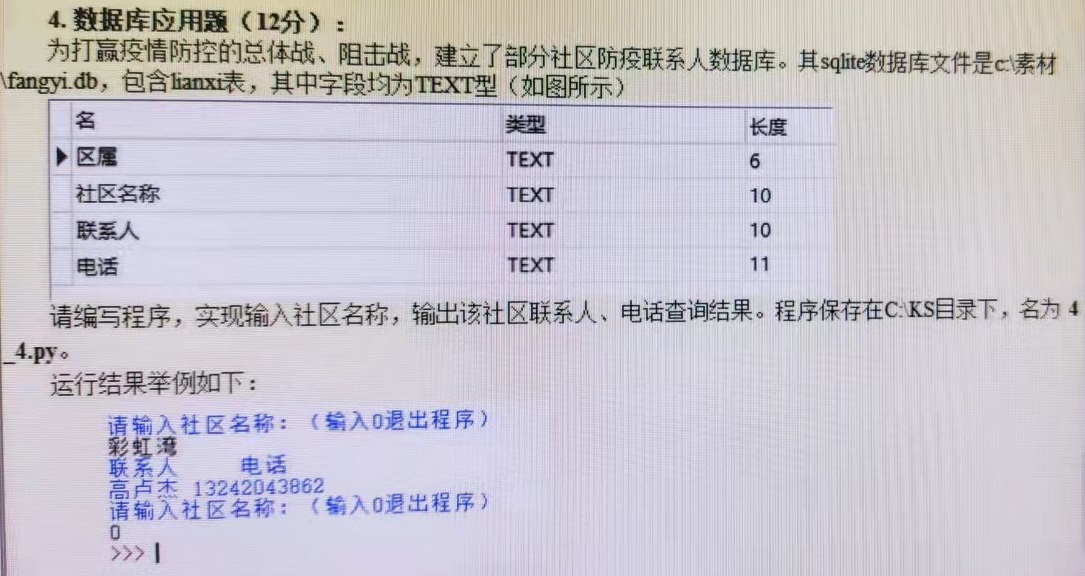 4. 数据库应用题（12分）：
为打赢疫情防控的总体战、阻击战，建立了部分社区防疫联系人数据库。其sqlite数据库文件是c:\素材
\fangyi.db，包含lianxi表，其中字段均为TEXT型（如图所示）
名 类型 长度
区属 TEXT 6
社区名称 TEXT 10
联系人 TEXT 10
电话 TEXT 11
请编写程序，实现输入社区名称，输出该社区联系人、电话查询结果。程序保存在C:\KS目录下，名为 4
_4.py。
运行结果举例如下：
请输入社区名称：（输入0退出程序）
彩虹湾
联系人 电话
高卢杰 13242043862
请输入社区名称：（输入0退出程序）
0
>>>